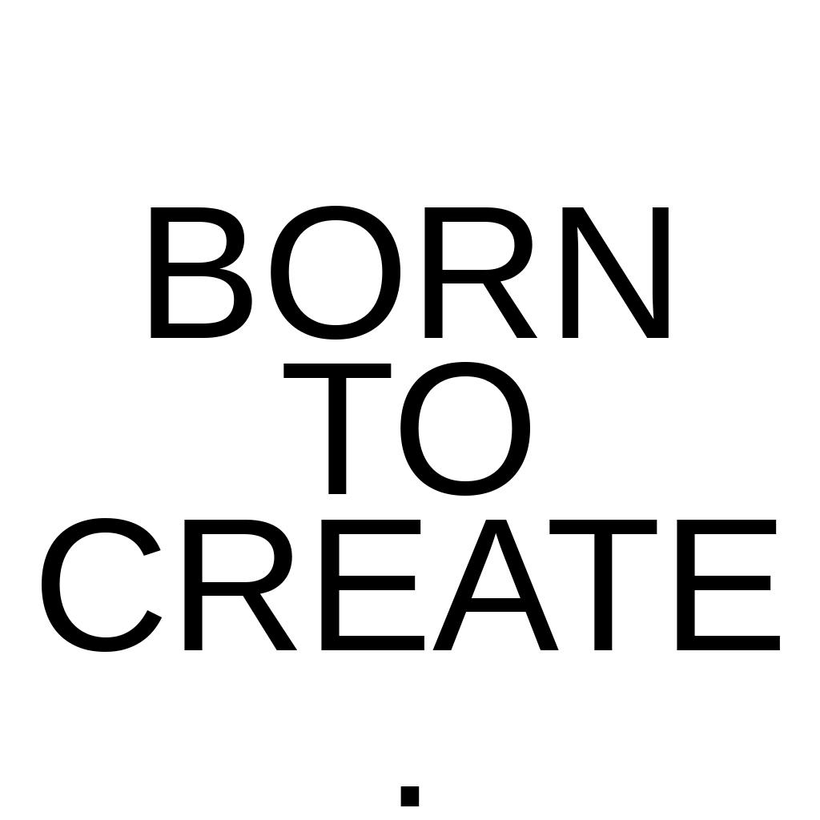 BORN
TO
CREATE
.